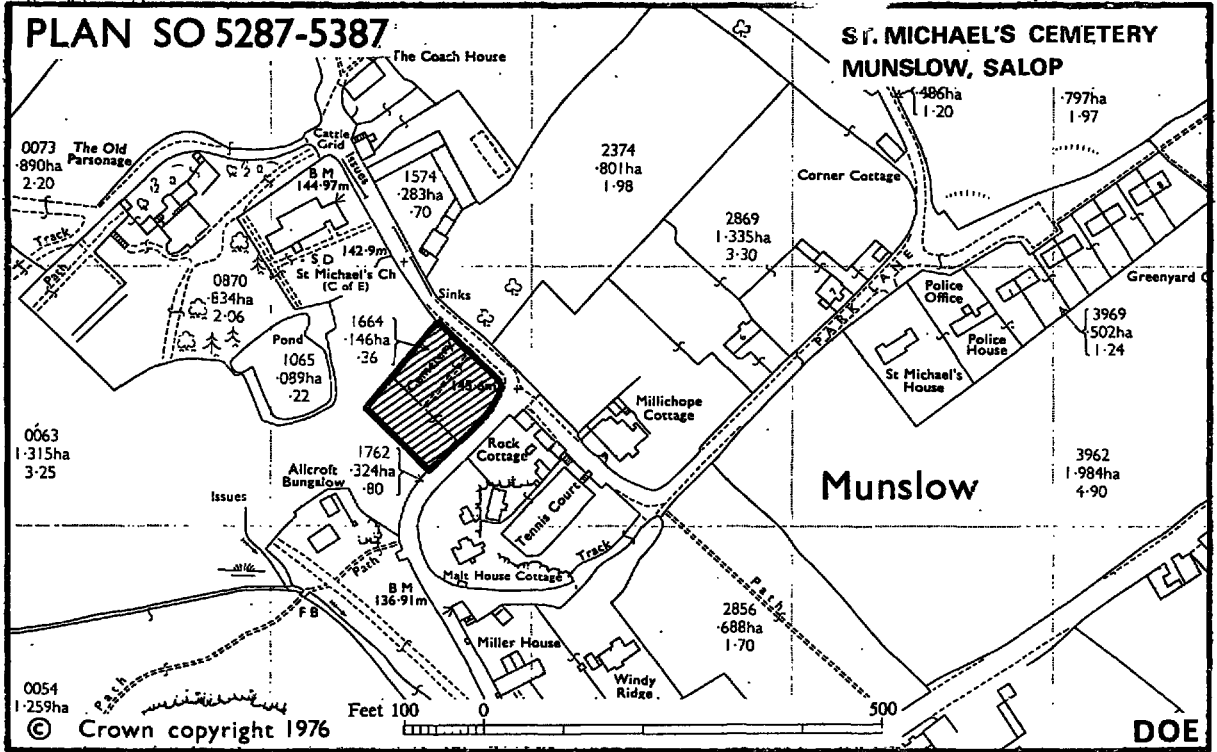 PLAN SO 5287-5387
ST. MICHAEL'S CEMETERY
MUNSLOW, SALOP
The Coach House
·486ha
1·20
·797ha
1·97
0073
·890ha
2·20
The Old
Parsonage
Cattle
Grid
Issues
BM
144·97m
1574
·283ha
·70
2374
·801ha
1·98
Corner Cottage
2869
1·335ha
3·30
Track
Path
142·9m
SD
St Michael's Ch
(C of E)
0870
·834ha
2·06
Sinks
PARK LANE
7
6
Police
Office
Police
House
Greenyard
3969
·502ha
1·24
St Michael's
House
1664
·146ha
·36
Cemetery
Pond
1065
·089ha
·22
Millichope
Cottage
0063
1·315ha
3·25
Rock
Cottage
1762
·324ha
·80
Allcroft
Bungalow
Issues
Tennis Court
Track
Munslow
3962
1·984ha
4·90
Path
Malt House Cottage
BM
136·91m
FB
Path
2856
·688ha
1·70
Miller House
Windy
Ridge
0054
1·259ha
Path
Feet 100 0 500
© Crown copyright 1976
DOE